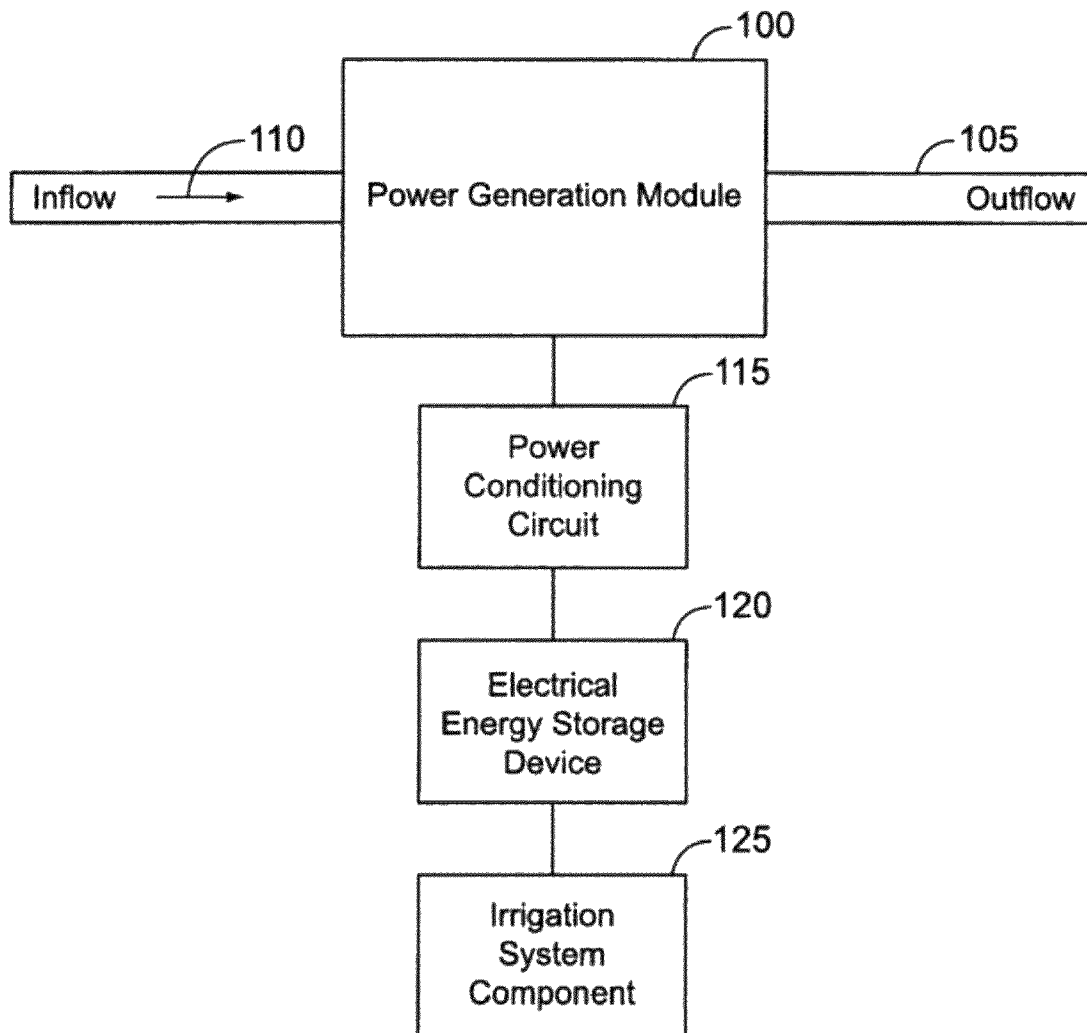 100
110
105
Inflow
Power Generation Module
Outflow
115
Power
Conditioning
Circuit
120
Electrical
Energy Storage
Device
125
Irrigation
System
Component